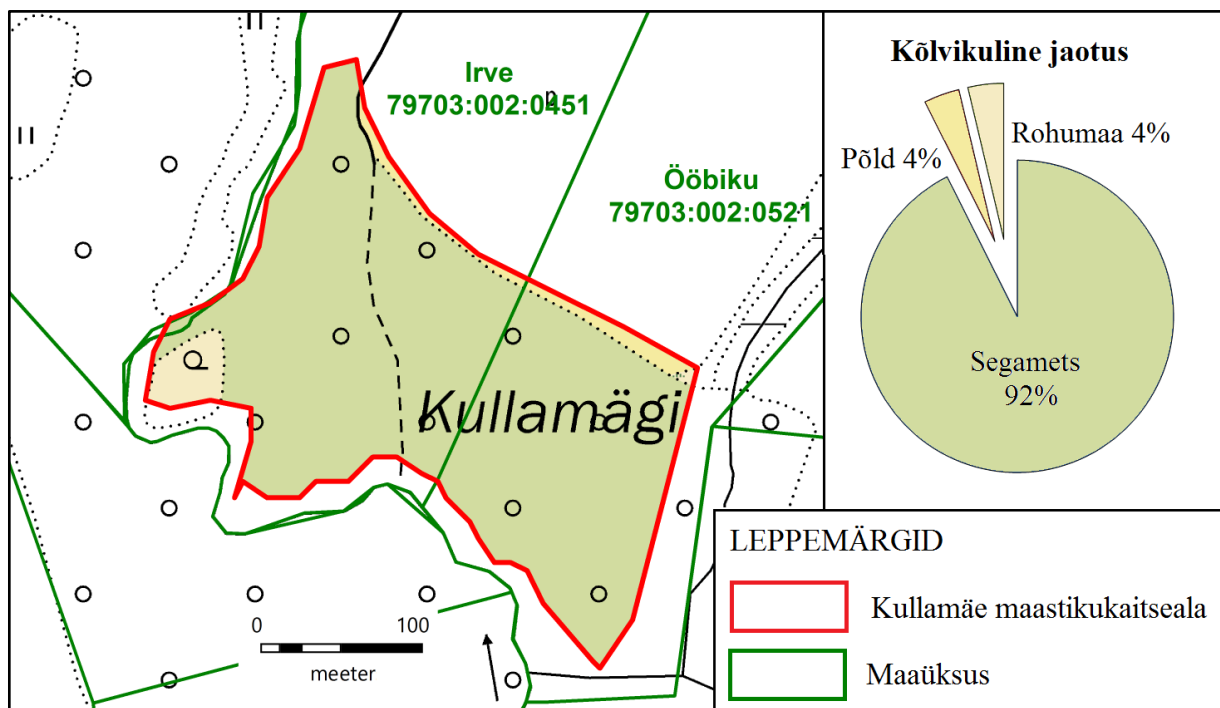 Irve
79703:002:0451
Ööbiku
79703:002:0521
Kullamägi
0 100
meeter
Kõlvikuline jaotus
Rohumaa 4%
Põld 4%
Segamets
92%
LEPPEMÄRGID
Kullamäe maastikukaitseala
Maaüksus